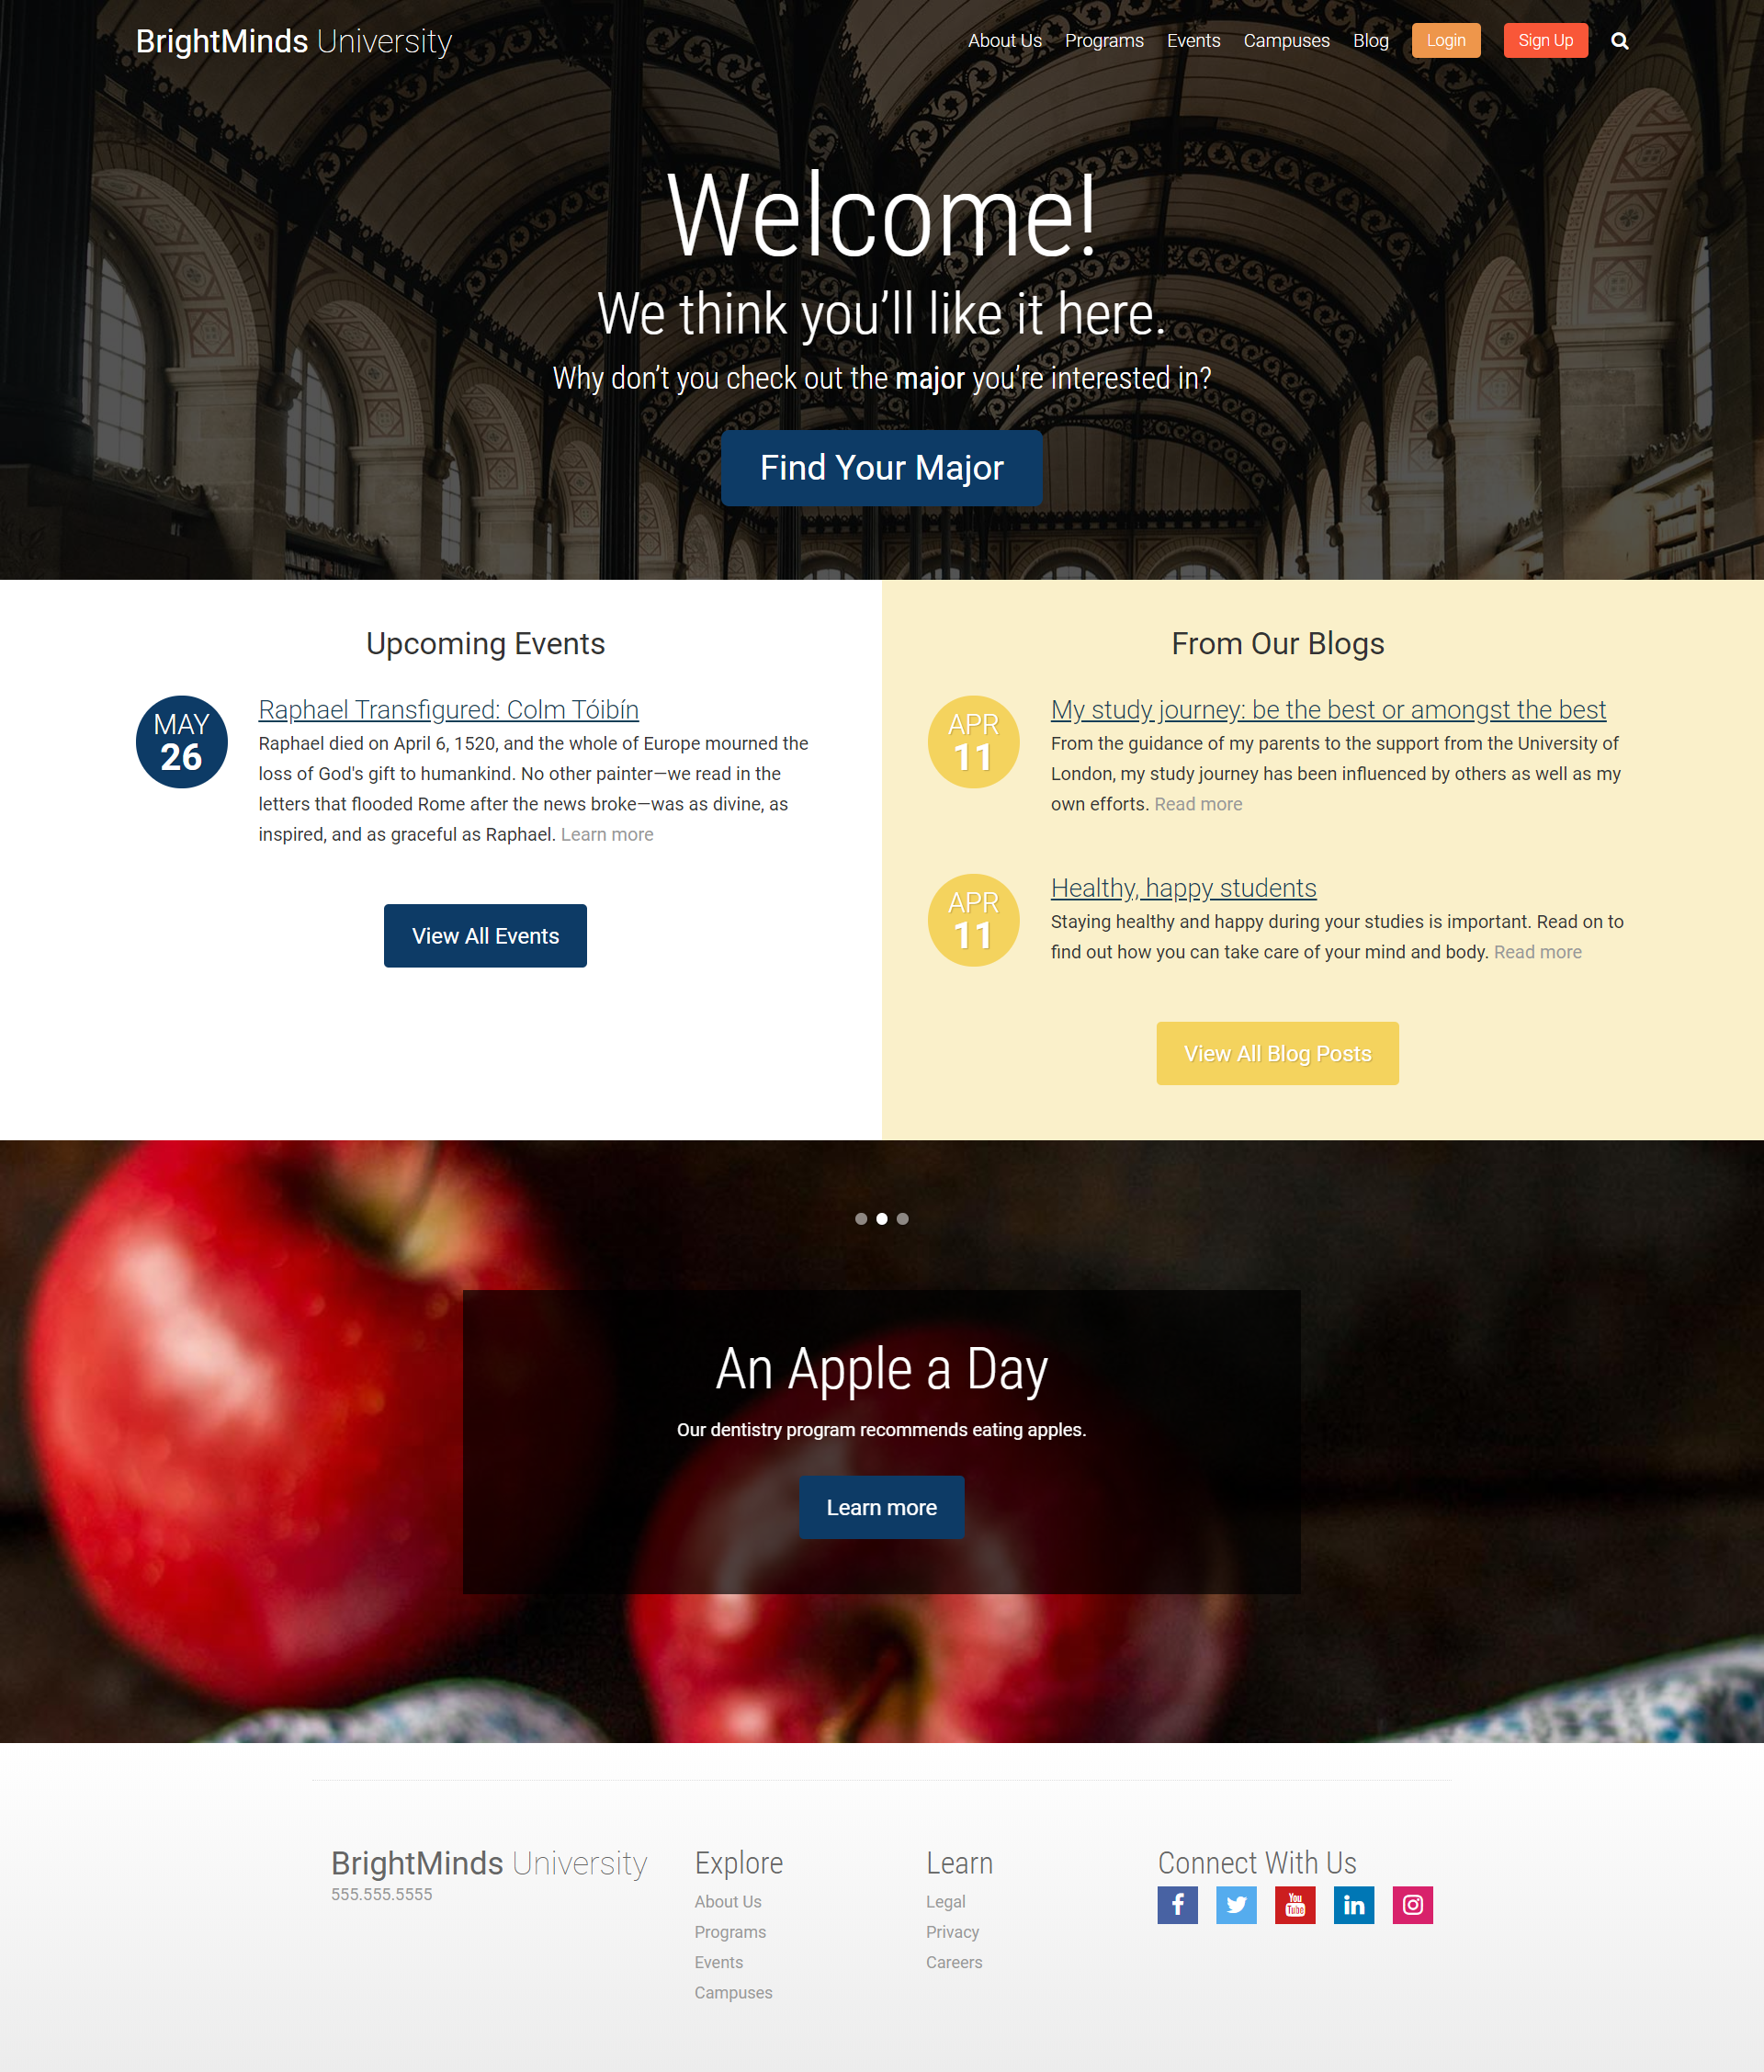 BrightMinds University
About Us
Programs
Events
Campuses
Blog
Login
Sign Up
Welcome!
We think you’ll like it here.
Why don’t you check out the major you’re interested in?
Find Your Major
Upcoming Events
MAY
26
Raphael Transfigured: Colm Tóibín
Raphael died on April 6, 1520, and the whole of Europe mourned the
loss of God's gift to humankind. No other painter—we read in the
letters that flooded Rome after the news broke—was as divine, as
inspired, and as graceful as Raphael. Learn more
View All Events
From Our Blogs
APR
11
My study journey: be the best or amongst the best
From the guidance of my parents to the support from the University of
London, my study journey has been influenced by others as well as my
own efforts. Read more
APR
11
Healthy, happy students
Staying healthy and happy during your studies is important. Read on to
find out how you can take care of your mind and body. Read more
View All Blog Posts
An Apple a Day
Our dentistry program recommends eating apples.
Learn more
BrightMinds University
555.555.5555
Explore
About Us
Programs
Events
Campuses
Learn
Legal
Privacy
Careers
Connect With Us
You
Tube